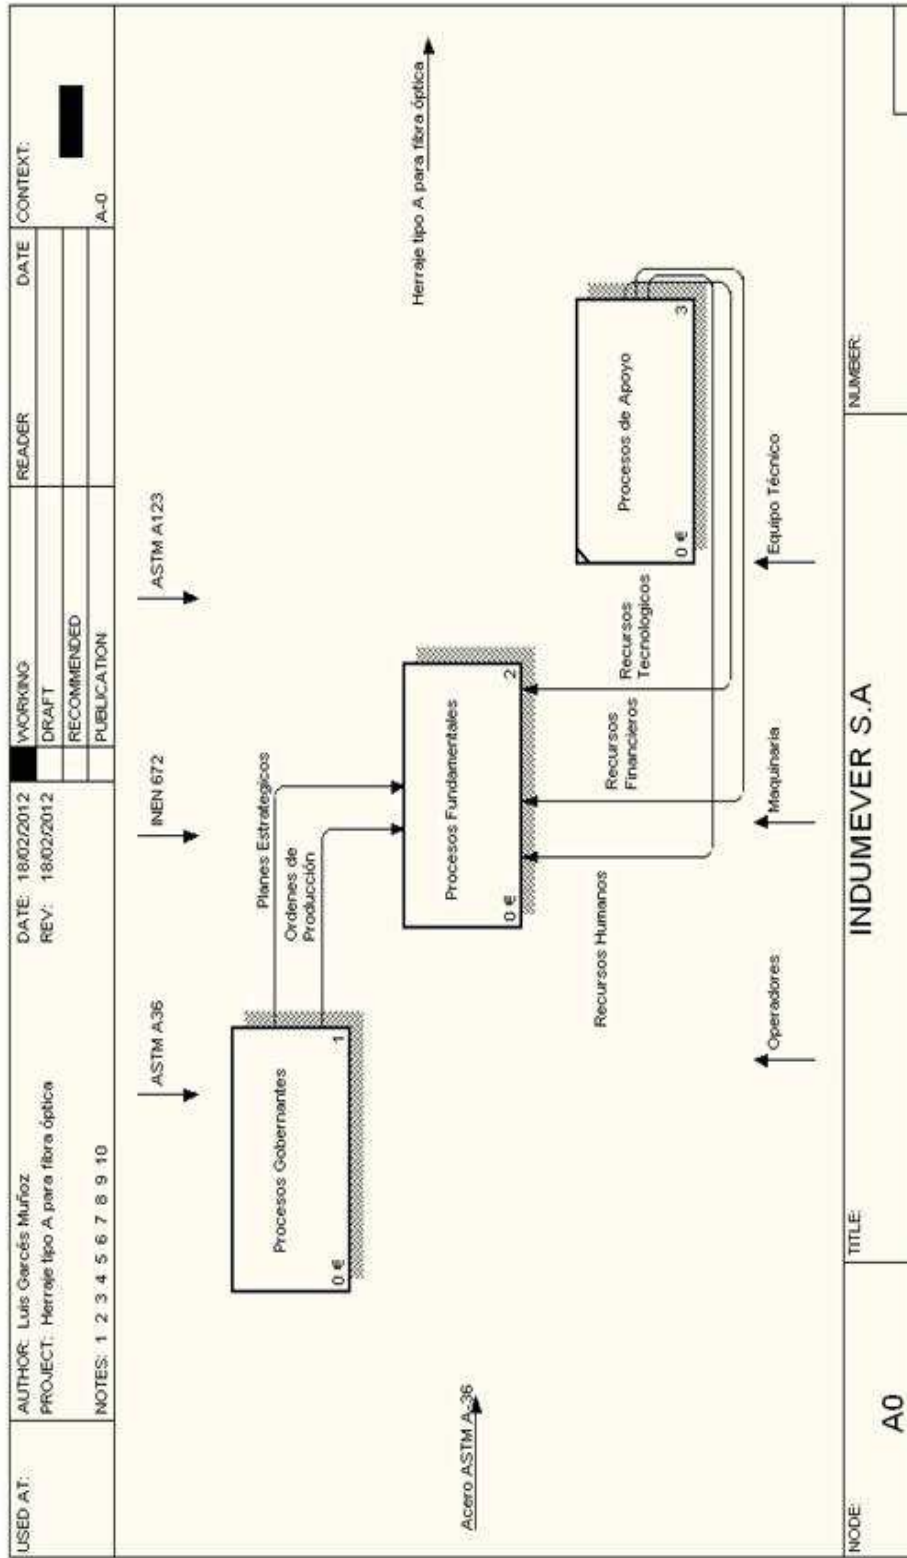 USED AT:
AUTHOR: Luis Garcés Muñoz
PROJECT: Herraje tipo A para fibra óptica
NOTES: 1 2 3 4 5 6 7 8 9 10
DATE: 18/02/2012
REV: 18/02/2012
WORKING
DRAFT
RECOMMENDED
PUBLICATION
READER
DATE
CONTEXT:
A-0
ASTM A36
INEN 672
ASTM A123
Procesos Gobernantes
0 €
1
Planes Estrategicos
Ordenes de
Producción
Herraje tipo A para fibra óptica
Acero ASTM A-36
Procesos Fundamentales
0 €
2
Procesos de Apoyo
0 €
3
Recursos Humanos
Recursos
Financieros
Recursos
Tecnologicos
Operadores
Maquinaria
Equipo Técnico
NODE:
A0
TITLE:
INDUMEVER S.A
NUMBER: